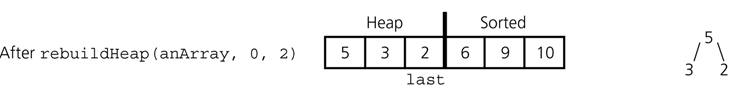 Heap Sorted
After rebuildHeap(anArray, 0, 2) 5 3 2 6 9 10
last
5
3 2